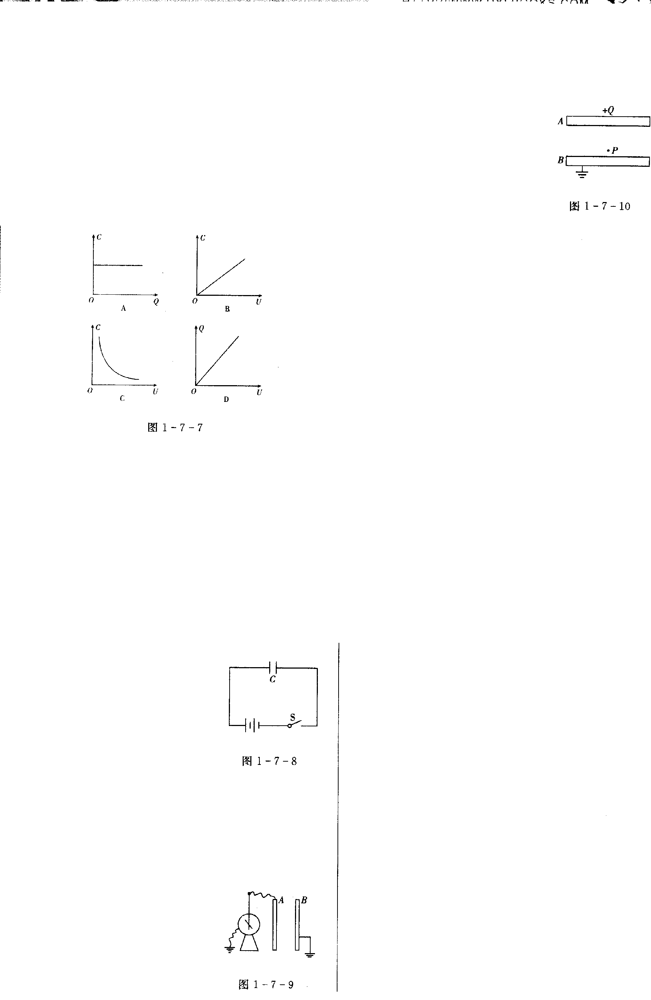 +Q
A
·P
B
图 1-7-10
C
C
O
Q
O
U
A
B
C
Q
O
U
O
U
C
D
图 1-7-7
C
S
图 1-7-8
A
B
图 1-7-9